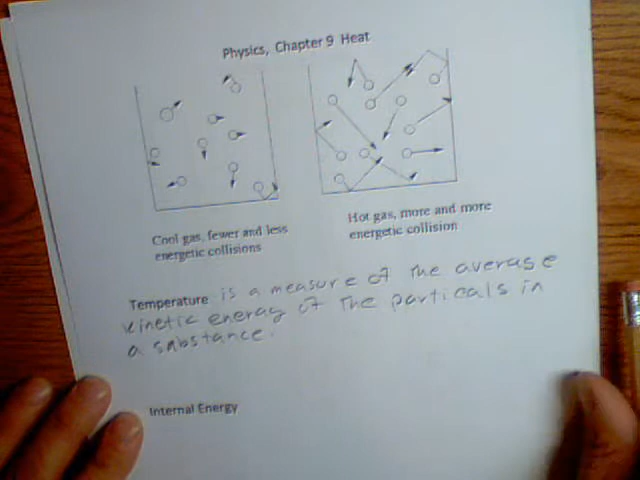 Physics, Chapter 9 Heat
Cool gas, fewer and less
energetic collisions
Hot gas, more and more
energetic collision
Temperature is a measure of the average
kinetic energy of the particals in
a substance.
Internal Energy